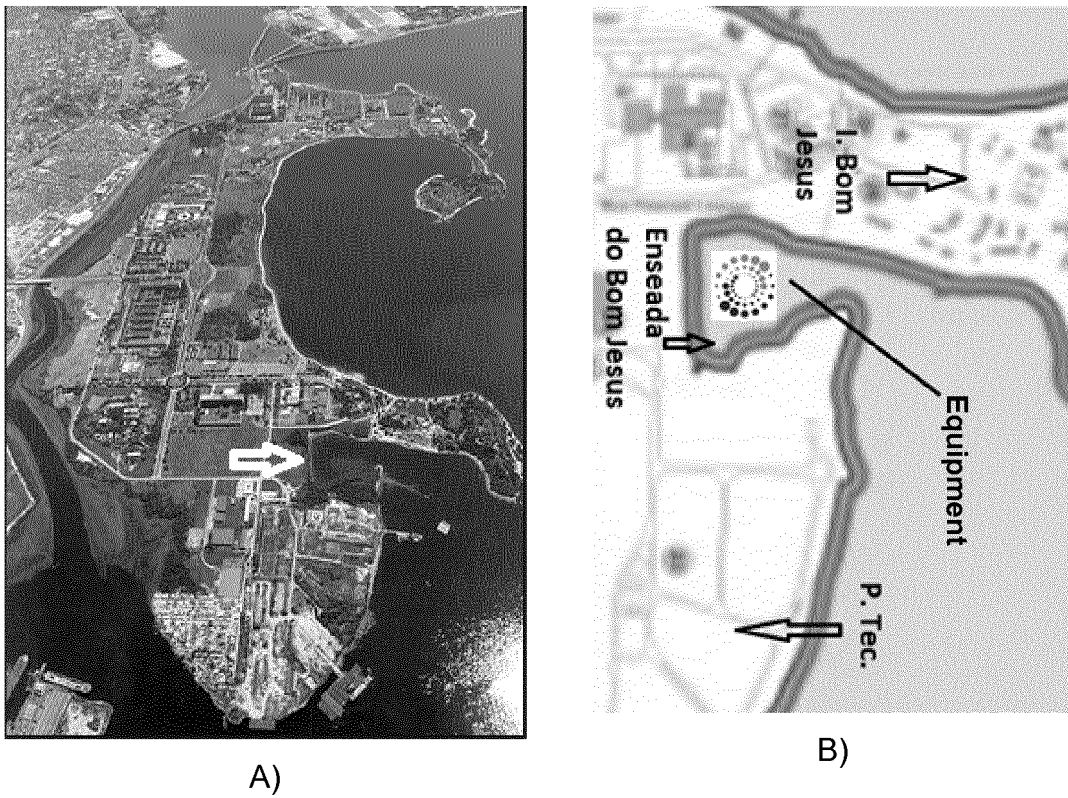 I. Bom
Jesus
Enseada
do Bom Jesus
Equipment
P. Tec.
A)
B)